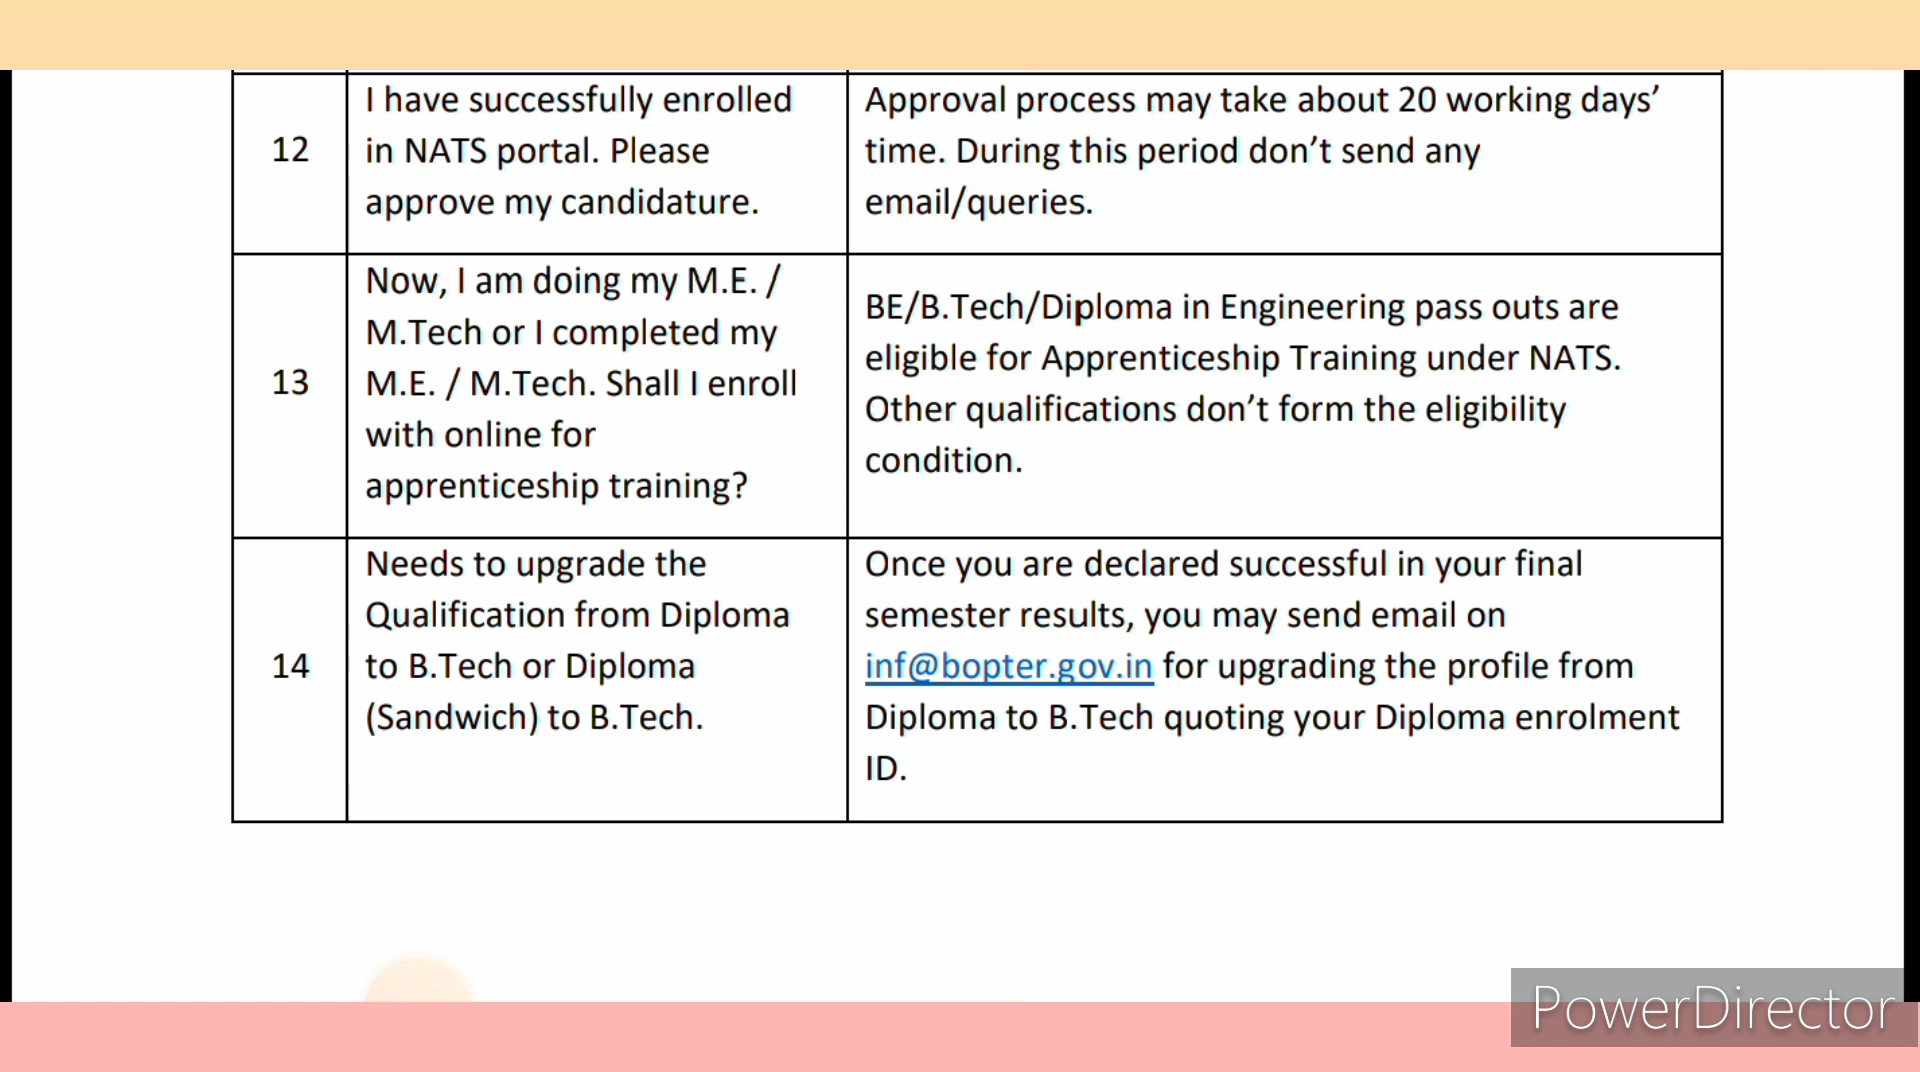 12
I have successfully enrolled
in NATS portal. Please
approve my candidature.
Approval process may take about 20 working days’
time. During this period don’t send any
email/queries.
13
Now, I am doing my M.E. /
M.Tech or I completed my
M.E. / M.Tech. Shall I enroll
with online for
apprenticeship training?
BE/B.Tech/Diploma in Engineering pass outs are
eligible for Apprenticeship Training under NATS.
Other qualifications don’t form the eligibility
condition.
14
Needs to upgrade the
Qualification from Diploma
to B.Tech or Diploma
(Sandwich) to B.Tech.
Once you are declared successful in your final
semester results, you may send email on
inf@bopter.gov.in for upgrading the profile from
Diploma to B.Tech quoting your Diploma enrolment
ID.
PowerDirector